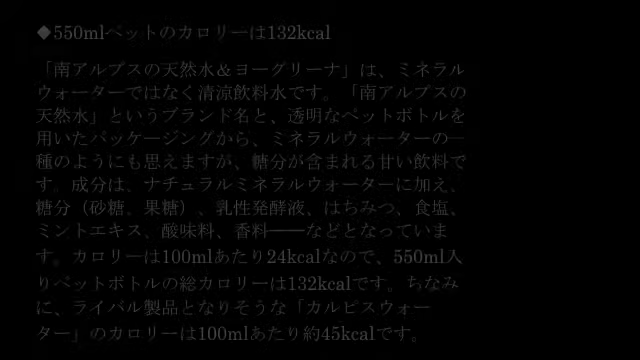 ◆550mlペットのカロリーは132kcal
「南アルプスの天然水＆ヨーグリーナ」は、ミネラル
ウォーターではなく清涼飲料水です。「南アルプスの
天然水」というブランド名と、透明なペットボトルを
用いたパッケージングから、ミネラルウォーターの一
種のようにも思えますが、糖分が含まれる甘い飲料で
す。成分は、ナチュラルミネラルウォーターに加え、
糖分（砂糖、果糖）、乳性発酵液、はちみつ、食塩、
ミントエキス、酸味料、香料――などとなっていま
す。カロリーは100mlあたり24kcalなので、550ml入
りペットボトルの総カロリーは132kcalです。ちなみ
に、ライバル製品となりそうな「カルピスウォー
ター」のカロリーは100mlあたり約45kcalです。